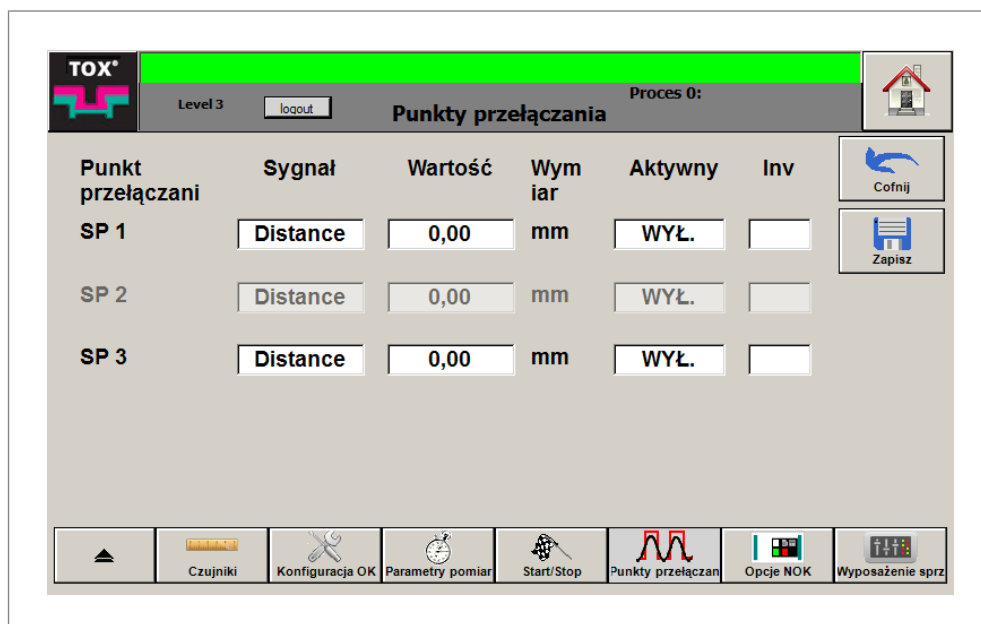 TOX®
Level 3
logout
Punkty przełączania
Proces 0:
Punkt przełączani
Sygnał
Wartość
Wym iar
Aktywny
Inv
Cofnij
SP 1
Distance
0,00
mm
WYŁ.
Zapisz
SP 2
Distance
0,00
mm
WYŁ.
SP 3
Distance
0,00
mm
WYŁ.
Czujniki
Konfiguracja OK
Parametry pomiar
Start/Stop
Punkty przełączan
Opcje NOK
Wyposażenie sprz